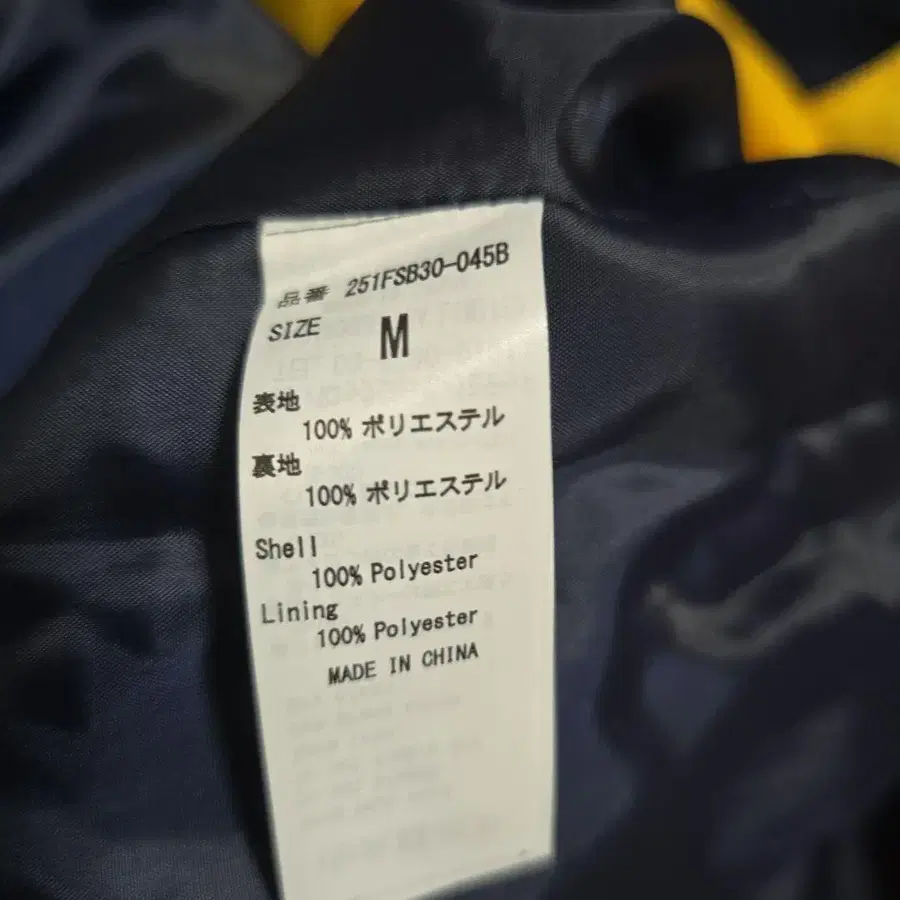 品番 251FSB30-045B
SIZE M
表地
100% ポリエステル
裏地
100% ポリエステル
Shell
100% Polyester
Lining
100% Polyester
MADE IN CHINA